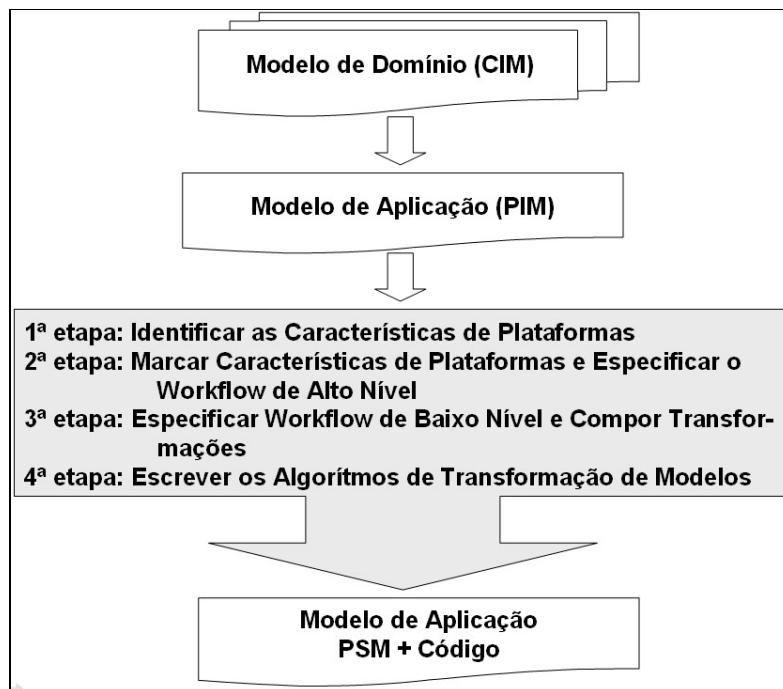 Modelo de Domínio (CIM)
Modelo de Aplicação (PIM)
1ª etapa: Identificar as Características de Plataformas
2ª etapa: Marcar Características de Plataformas e Especificar o
Workflow de Alto Nível
3ª etapa: Especificar Workflow de Baixo Nível e Compor Transfor-
mações
4ª etapa: Escrever os Algorítmos de Transformação de Modelos
Modelo de Aplicação
PSM + Código